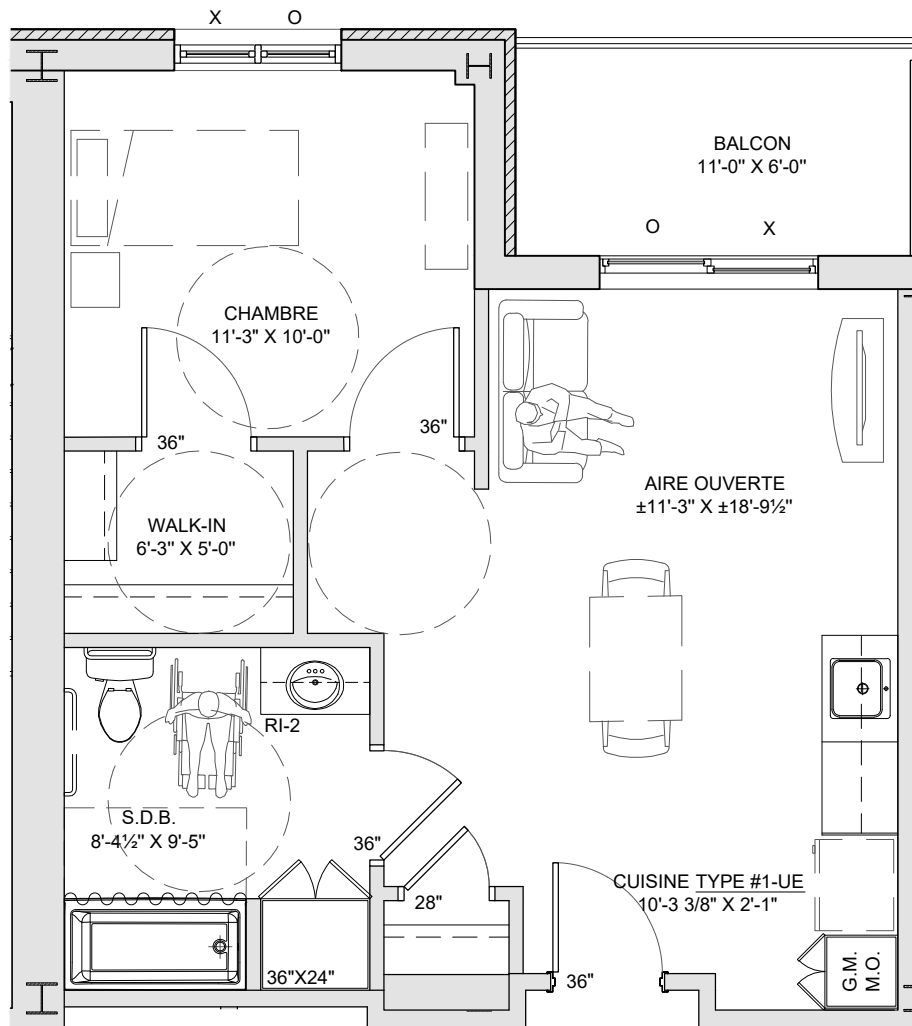 X O
BALCON
11'-0" X 6'-0"
O X
CHAMBRE
11'-3" X 10'-0"
36"
36"
AIRE OUVERTE
±11'-3" X ±18'-9½"
WALK-IN
6'-3" X 5'-0"
RI-2
S.D.B.
8'-4½" X 9'-5"
36"
28"
CUISINE TYPE #1-UE
10'-3 3/8" X 2'-1"
36"X24"
36"
G.M.
M.O.